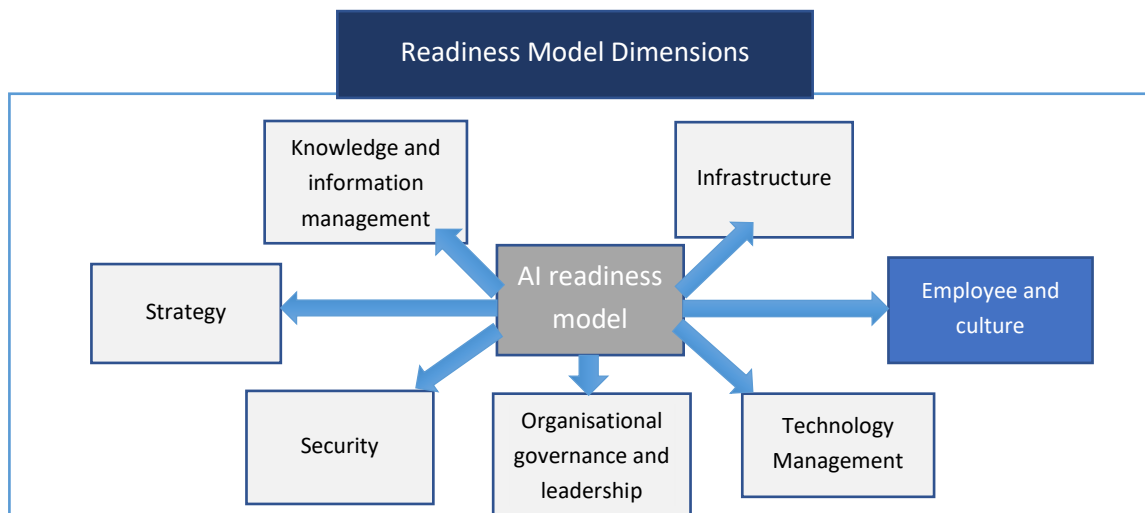 Readiness Model Dimensions
Knowledge and
information
management
Infrastructure
AI readiness
model
Strategy
Employee and
culture
Security
Organisational
governance and
leadership
Technology
Management